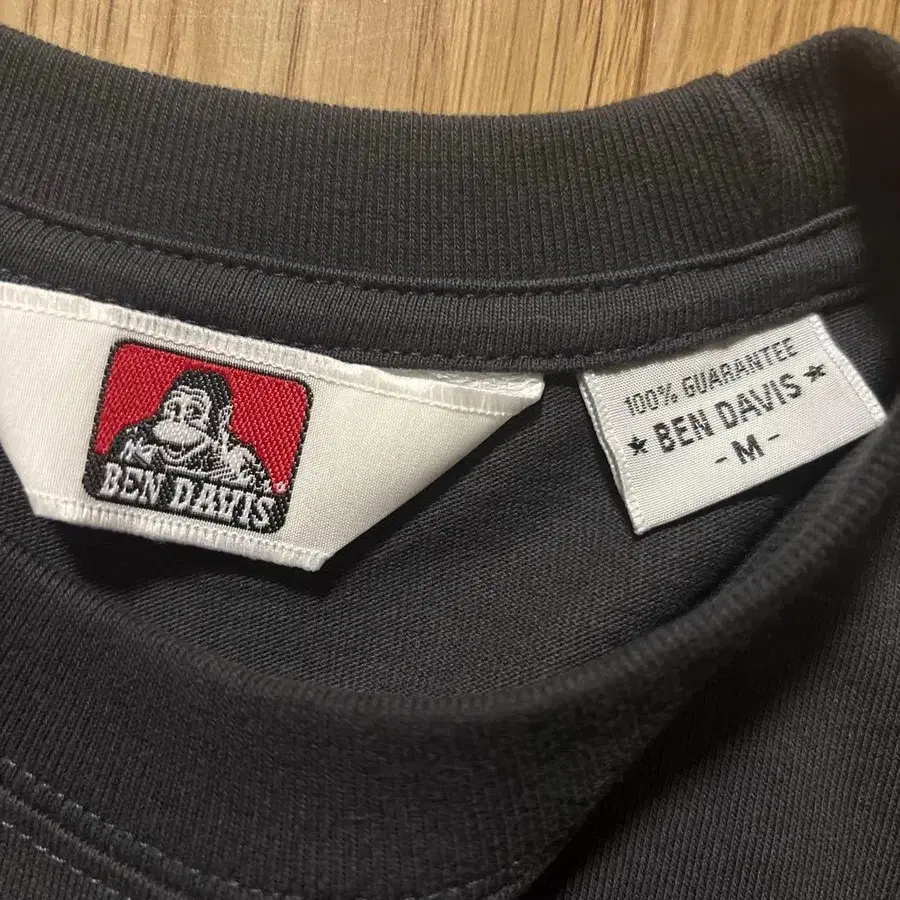 BEN DAVIS
100% GUARANTEE
★ BEN DAVIS ★
- M -